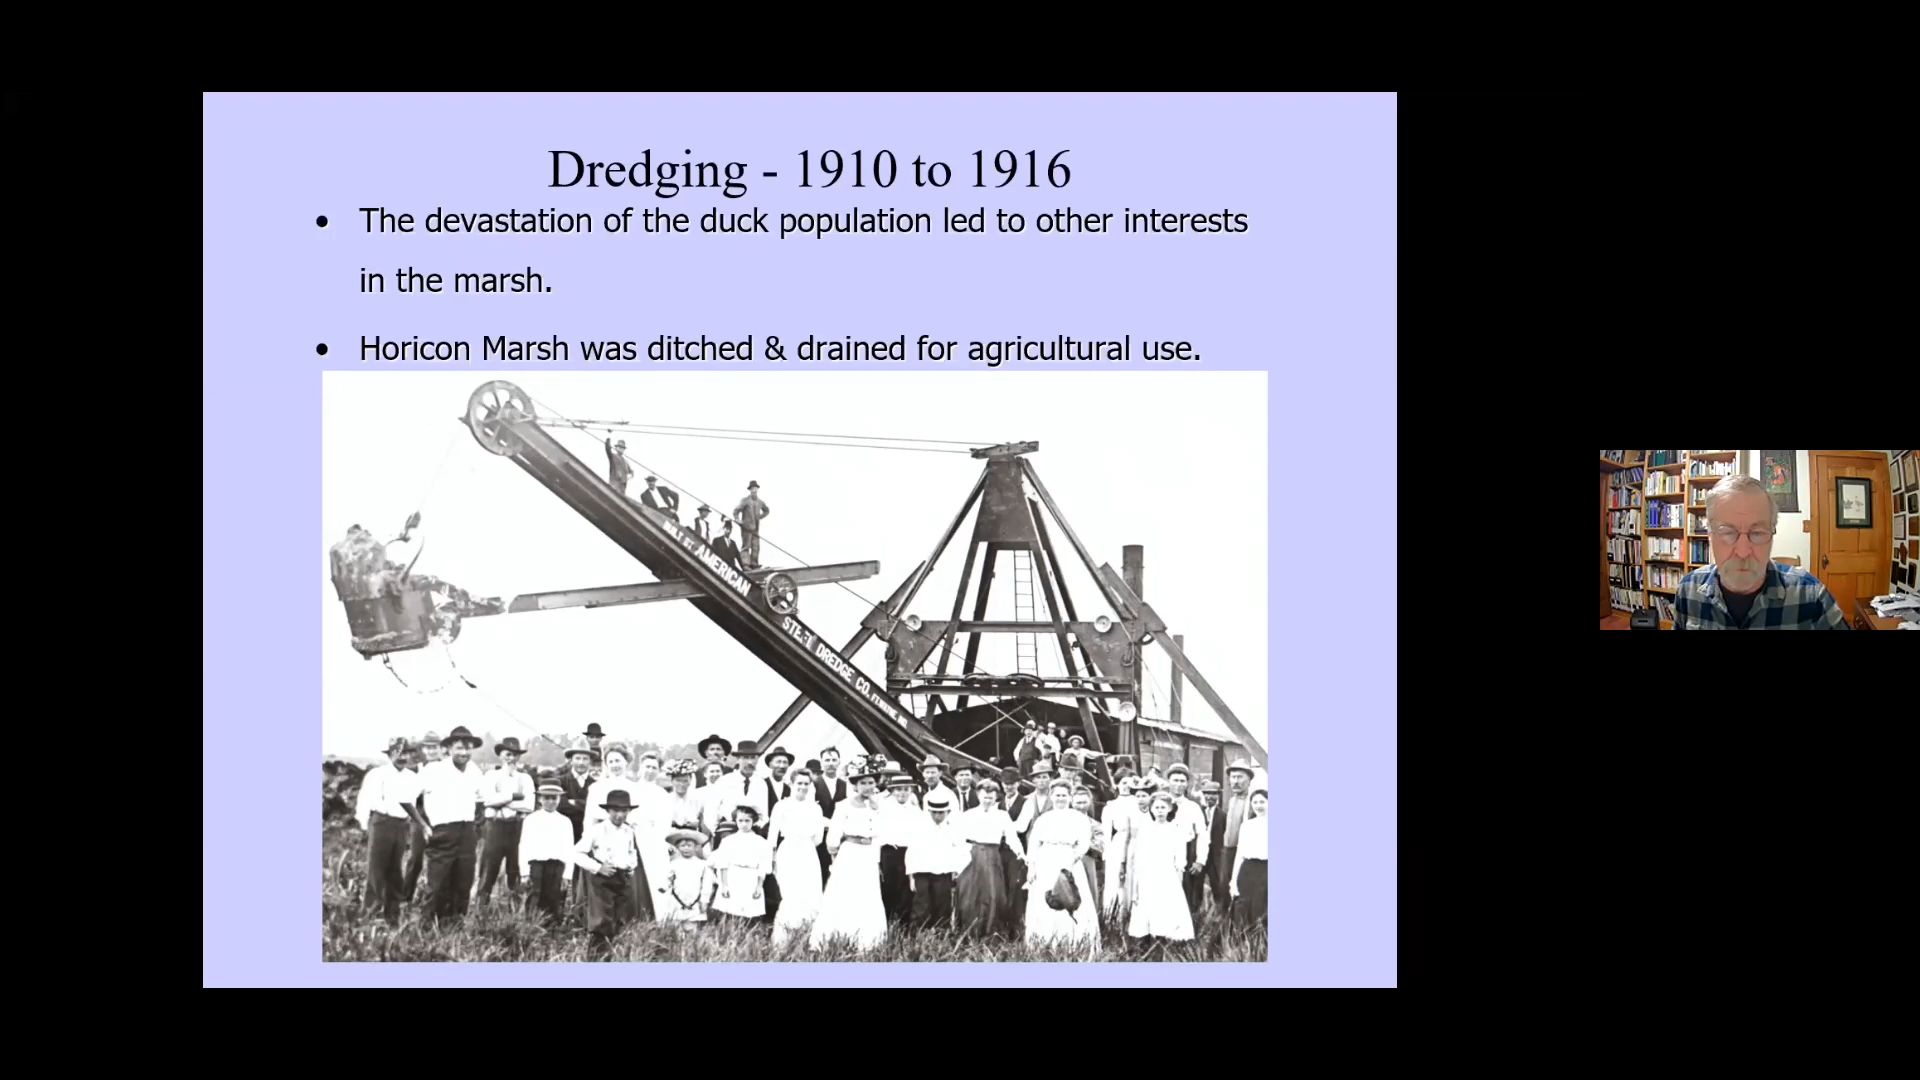 Dredging - 1910 to 1916
• The devastation of the duck population led to other interests
in the marsh.
• Horicon Marsh was ditched & drained for agricultural use.
AMERICAN
DREDGE CO.